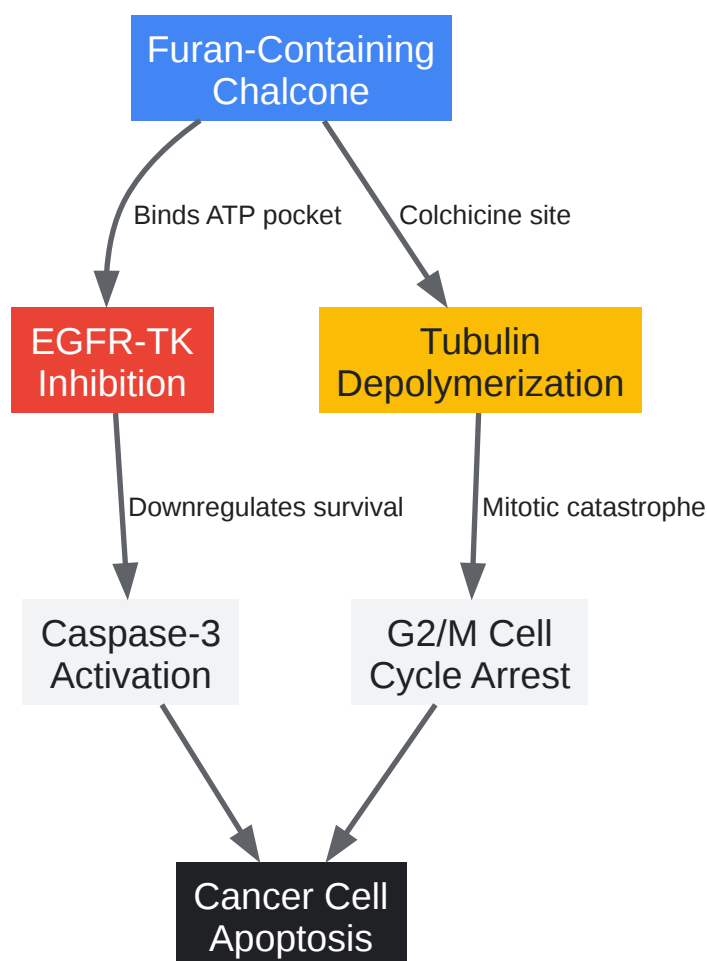 Furan-Containing
Chalcone
Binds ATP pocket
Colchicine site
EGFR-TK
Inhibition
Tubulin
Depolymerization
Downregulates survival
Mitotic catastrophe
Caspase-3
Activation
G2/M Cell
Cycle Arrest
Cancer Cell
Apoptosis